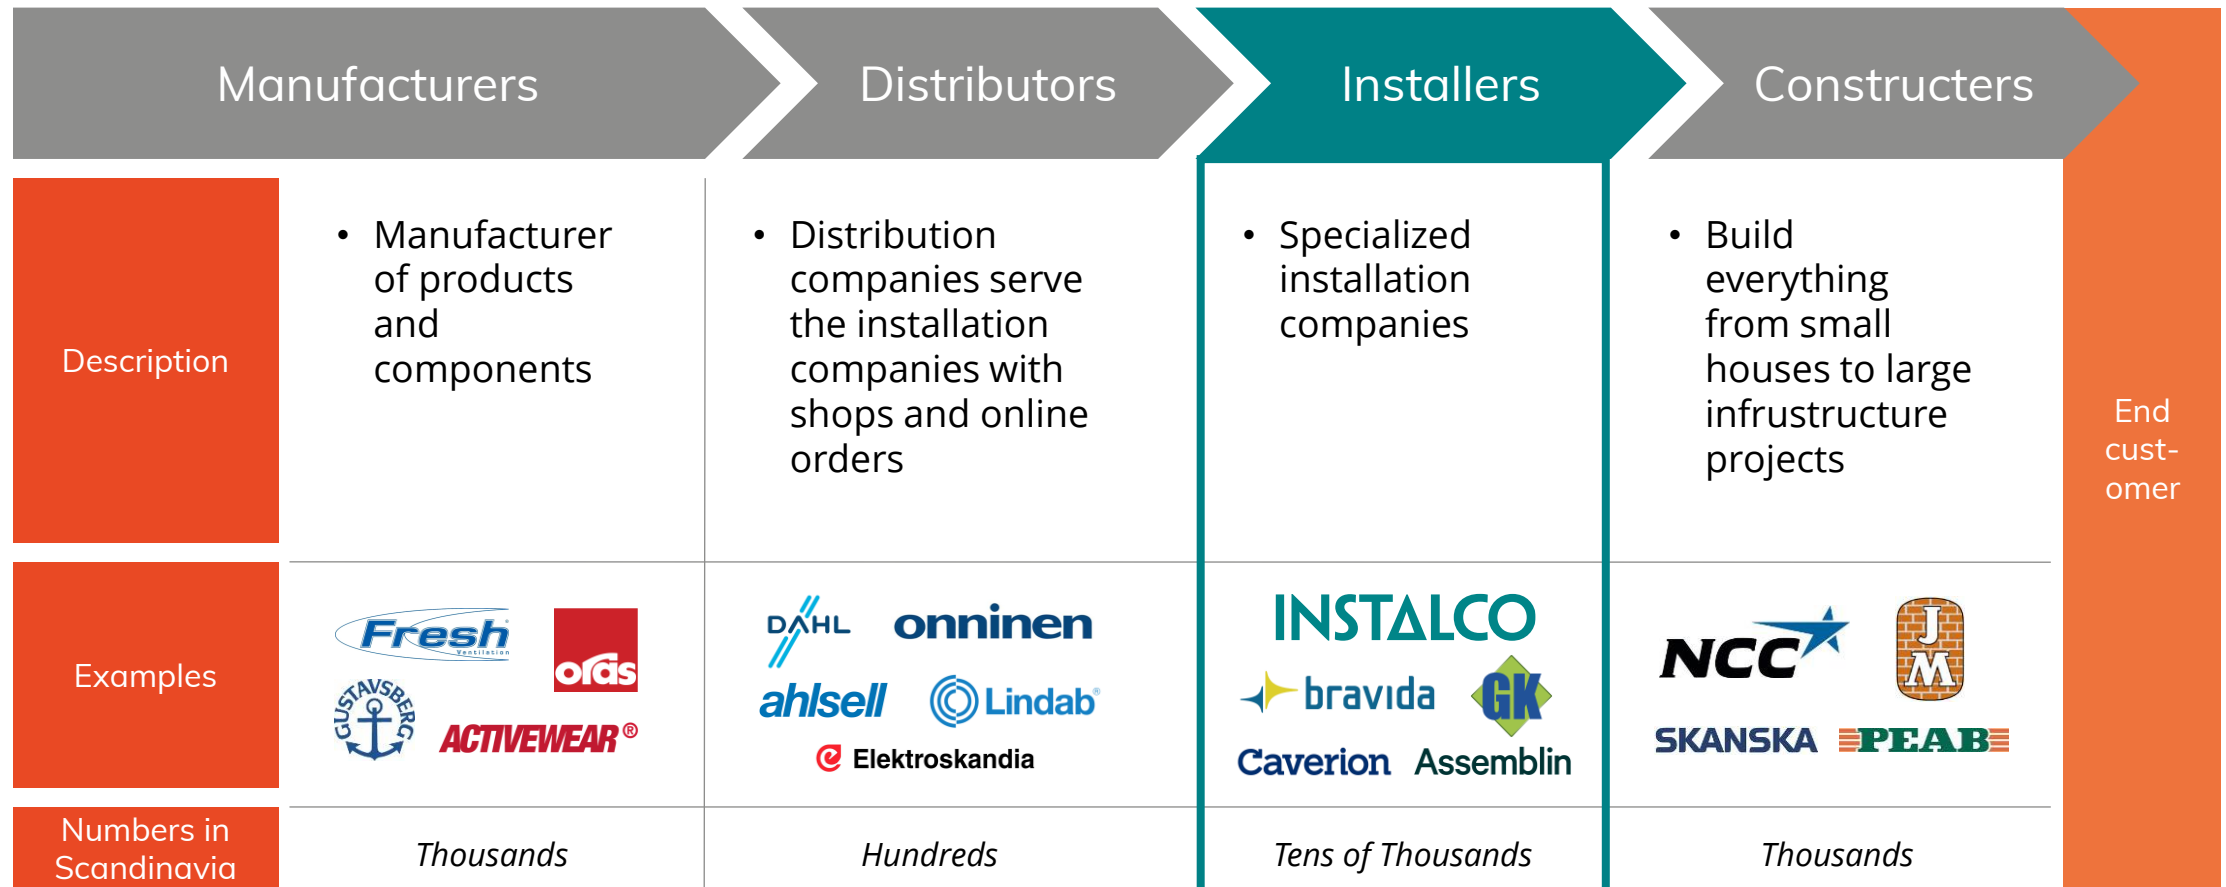 Manufacturers
Distributors
Installers
Constructers
Description
• Manufacturer
of products
and
components
• Distribution
companies serve
the installation
companies with
shops and online
orders
• Specialized
installation
companies
• Build
everything
from small
houses to large
infrustructure
projects
End
cust-
omer
Examples
Fresh
Ventilation
oras
GUSTAVSBERG
ACTIVEWEAR®
DAHL
onninen
ahlsell
Lindab®
Elektroskandia
INSTALCO
bravida
GK
Caverion
Assemblin
NCC
JM
SKANSKA
PEAB
Numbers in
Scandinavia
Thousands
Hundreds
Tens of Thousands
Thousands